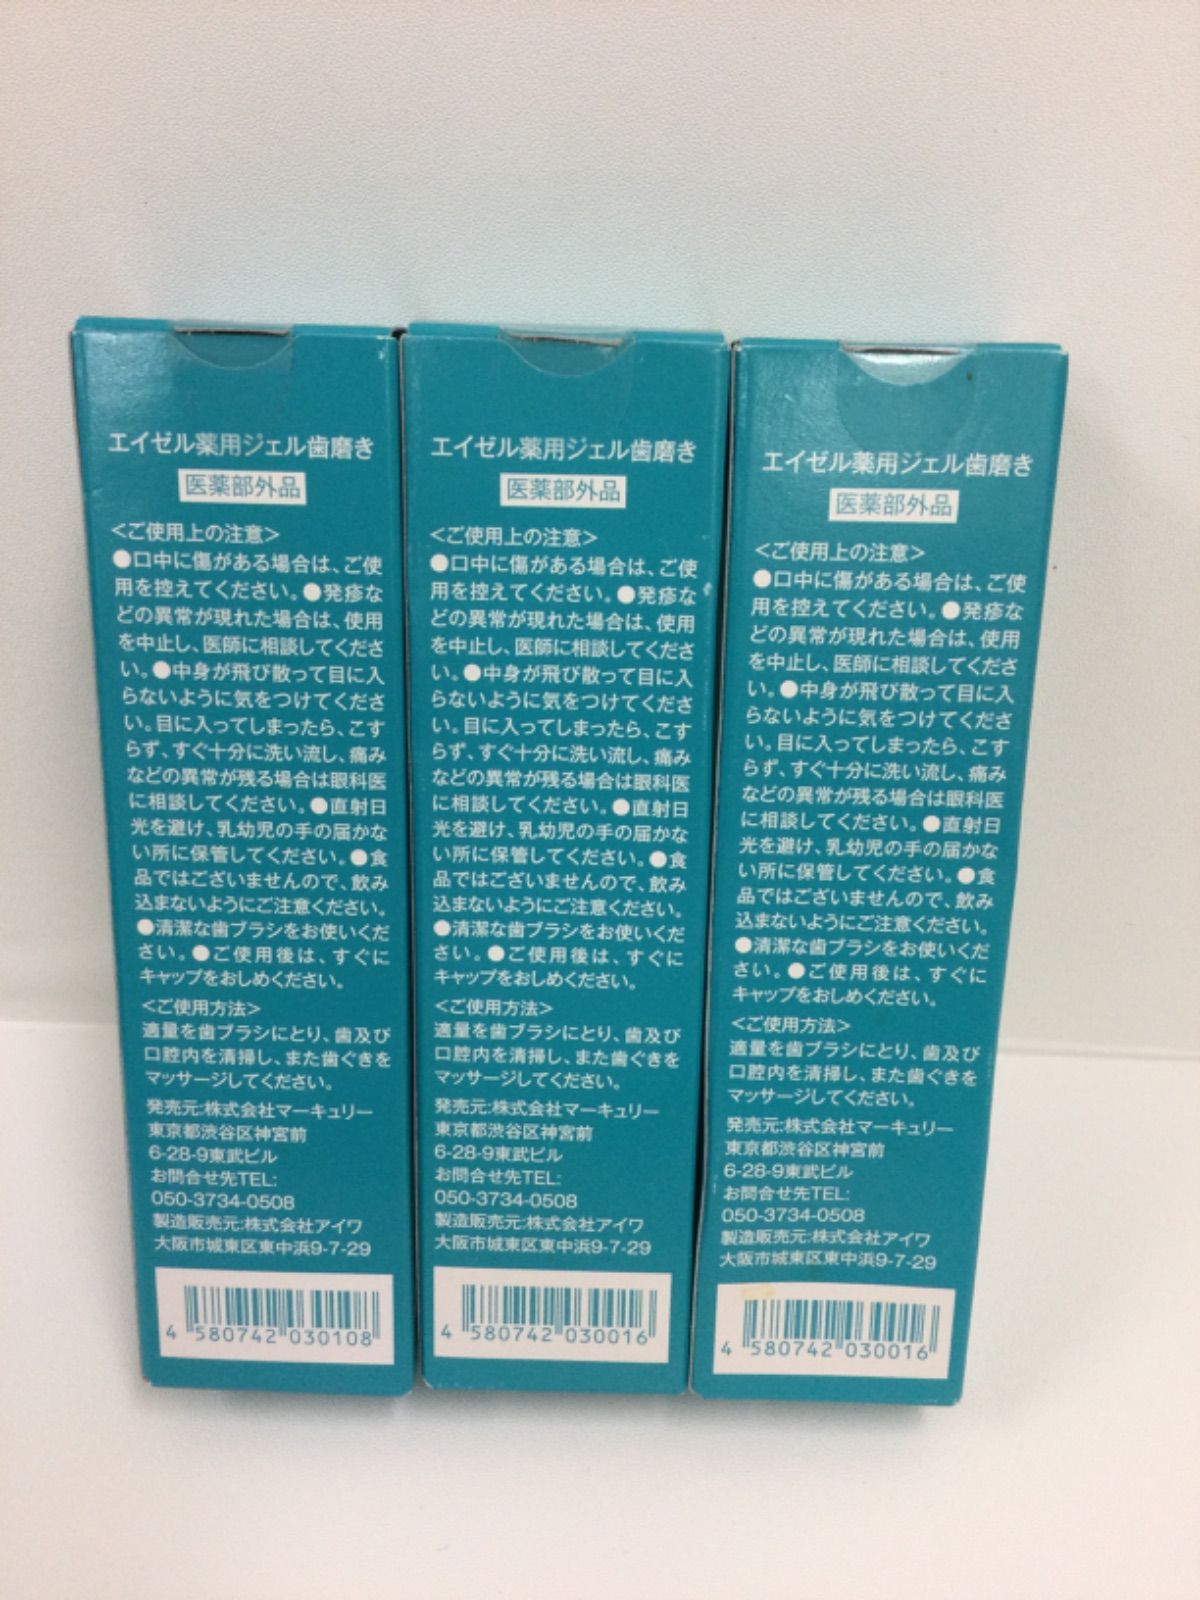 エイゼル薬用ジェル歯磨き
医薬部外品
<ご使用上の注意>
●口中に傷がある場合は、ご使
用を控えてください。●発疹な
どの異常が現れた場合は、使用
を中止し、医師に相談してくださ
い。●中身が飛び散って目に入
らないように気をつけてくださ
い。目に入ってしまったら、こす
らず、すぐ十分に洗い流し、痛み
などの異常が残る場合は眼科医
に相談してください。●直射日
光を避け、乳幼児の手の届かな
い所に保管してください。●食
品ではございませんので、飲み
込まないようにご注意ください。
●清潔な歯ブラシをお使いくだ
さい。●ご使用後は、すぐに
キャップをおしめください。
<ご使用方法>
適量を歯ブラシにとり、歯及び
口腔内を清掃し、また歯ぐきを
マッサージしてください。
発売元:株式会社マーキュリー
東京都渋谷区神宮前
6-28-9東武ビル
お問合せ先TEL:
050-3734-0508
製造販売元:株式会社アイワ
大阪市城東区東中浜9-7-29
4 580742 030108
エイゼル薬用ジェル歯磨き
医薬部外品
<ご使用上の注意>
●口中に傷がある場合は、ご使
用を控えてください。●発疹な
どの異常が現れた場合は、使用
を中止し、医師に相談してくださ
い。●中身が飛び散って目に入
らないように気をつけてくださ
い。目に入ってしまったら、こす
らず、すぐ十分に洗い流し、痛み
などの異常が残る場合は眼科医
に相談してください。●直射日
光を避け、乳幼児の手の届かな
い所に保管してください。●食
品ではございませんので、飲み
込まないようにご注意ください。
●清潔な歯ブラシをお使いくだ
さい。●ご使用後は、すぐに
キャップをおしめください。
<ご使用方法>
適量を歯ブラシにとり、歯及び
口腔内を清掃し、また歯ぐきを
マッサージしてください。
発売元:株式会社マーキュリー
東京都渋谷区神宮前
6-28-9東武ビル
お問合せ先TEL:
050-3734-0508
製造販売元:株式会社アイワ
大阪市城東区東中浜9-7-29
4 580742 030016
エイゼル薬用ジェル歯磨き
医薬部外品
<ご使用上の注意>
●口中に傷がある場合は、ご使
用を控えてください。●発疹な
どの異常が現れた場合は、使用
を中止し、医師に相談してくださ
い。●中身が飛び散って目に入
らないように気をつけてくださ
い。目に入ってしまったら、こす
らず、すぐ十分に洗い流し、痛み
などの異常が残る場合は眼科医
に相談してください。●直射日
光を避け、乳幼児の手の届かな
い所に保管してください。●食
品ではございませんので、飲み
込まないようにご注意ください。
●清潔な歯ブラシをお使いくだ
さい。●ご使用後は、すぐに
キャップをおしめください。
<ご使用方法>
適量を歯ブラシにとり、歯及び
口腔内を清掃し、また歯ぐきを
マッサージしてください。
発売元:株式会社マーキュリー
東京都渋谷区神宮前
6-28-9東武ビル
お問合せ先TEL:
050-3734-0508
製造販売元:株式会社アイワ
大阪市城東区東中浜9-7-29
4 580742 030016